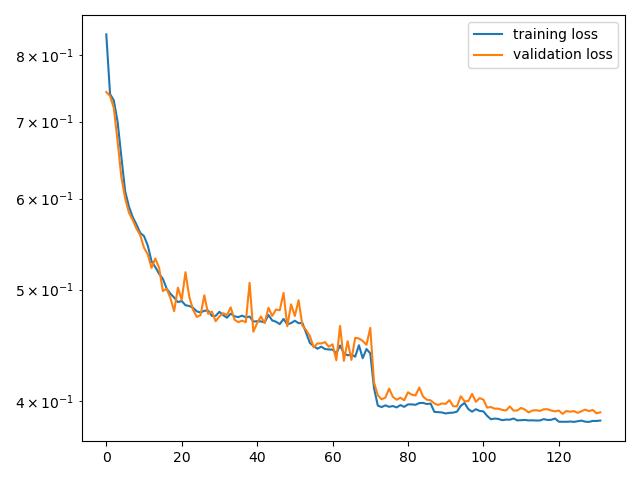 training loss
validation loss
8 × 10⁻¹
7 × 10⁻¹
6 × 10⁻¹
5 × 10⁻¹
4 × 10⁻¹
0 20 40 60 80 100 120